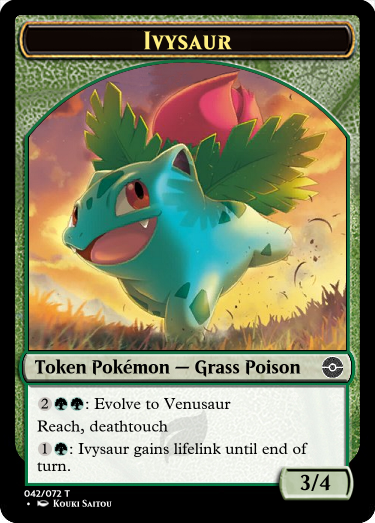 Ivysaur
Token Pokémon — Grass Poison
2: Evolve to Venusaur
Reach, deathtouch
1: Ivysaur gains lifelink until end of
turn.
3/4
042/072 T
• Kouki Saitou